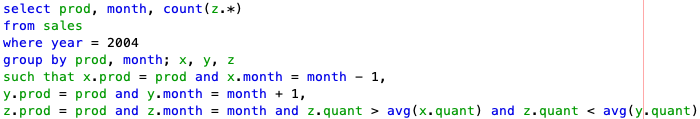 select prod, month, count(z.*)
from sales
where year = 2004
group by prod, month; x, y, z
such that x.prod = prod and x.month = month - 1,
y.prod = prod and y.month = month + 1,
z.prod = prod and z.month = month and z.quant > avg(x.quant) and z.quant < avg(y.quant)